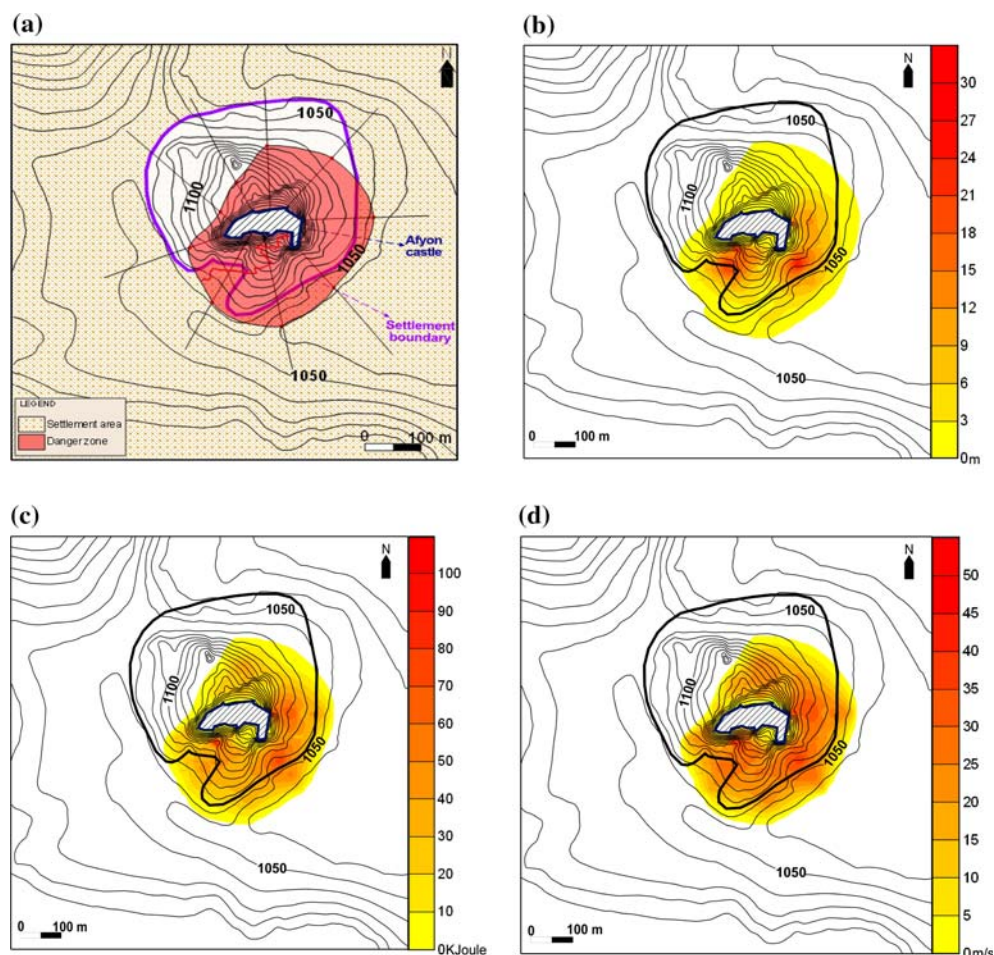 (a)
N
1050
1100
Afyon
castle
1050
Settlement
boundary
1050
LEGEND
Settlement area
Danger zone
0 100 m
(b)
N
1050
1100
1050
1050
0 100 m
30
27
24
21
18
15
12
9
6
3
0m
(c)
N
1050
1100
1050
1050
0 100 m
100
90
80
70
60
50
40
30
20
10
0KJoule
(d)
N
1050
1100
1050
1050
0 100 m
50
45
40
35
30
25
20
15
10
5
0m/s